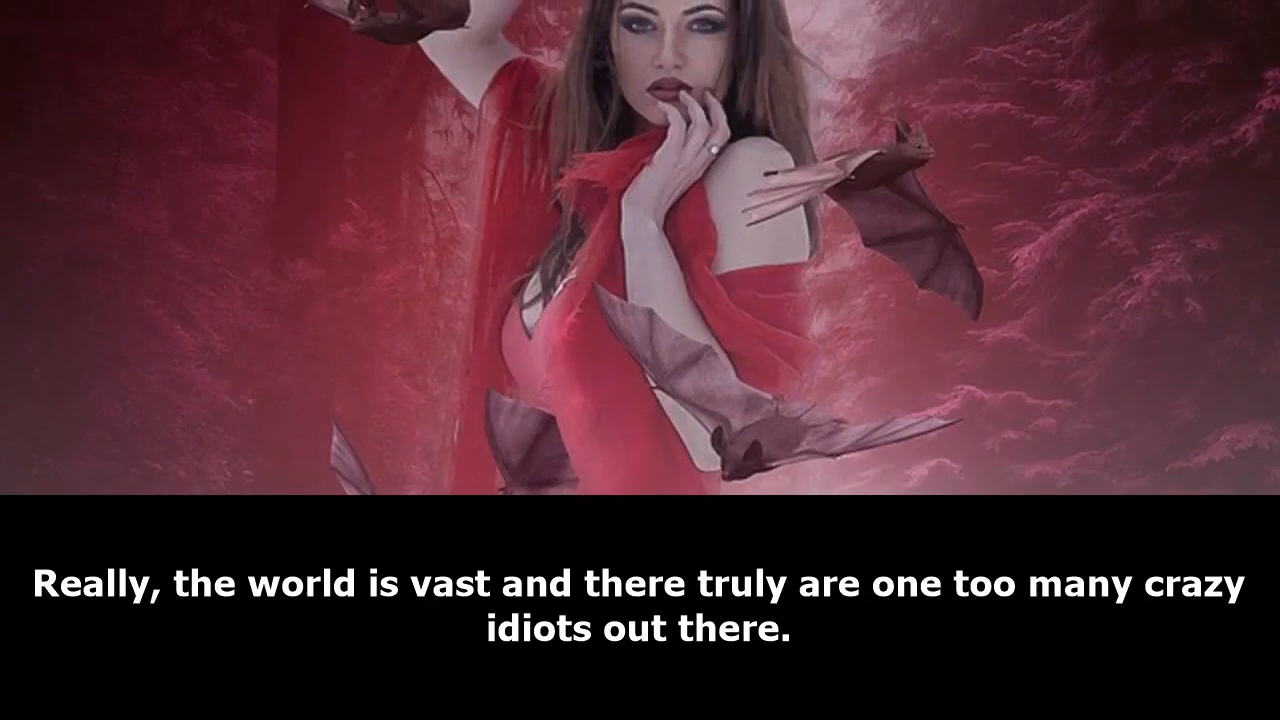 Really, the world is vast and there truly are one too many crazy
idiots out there.